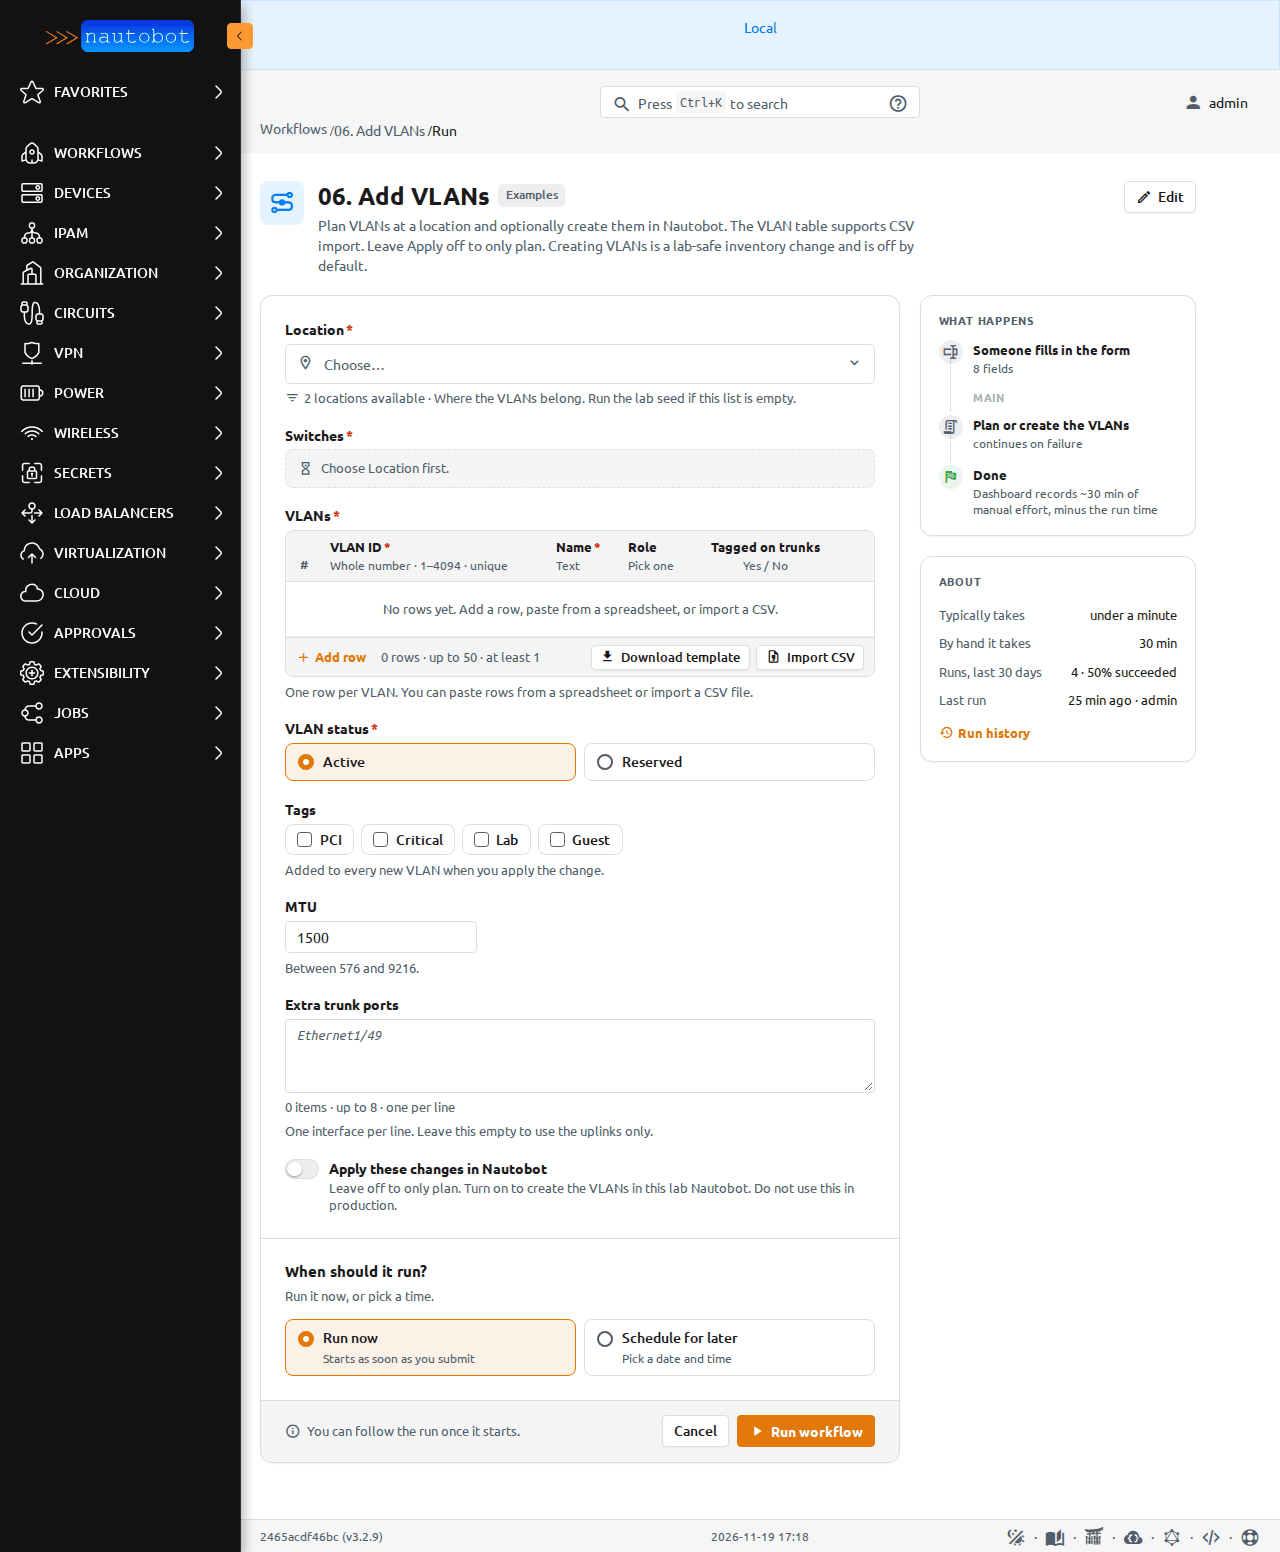 >>> nautobot
Local
FAVORITES
WORKFLOWS
DEVICES
IPAM
ORGANIZATION
CIRCUITS
VPN
POWER
WIRELESS
SECRETS
LOAD BALANCERS
VIRTUALIZATION
CLOUD
APPROVALS
EXTENSIBILITY
JOBS
APPS
Press Ctrl+K to search
admin
Workflows / 06. Add VLANs / Run
06. Add VLANs Examples
Edit
Plan VLANs at a location and optionally create them in Nautobot. The VLAN table supports CSV
import. Leave Apply off to only plan. Creating VLANs is a lab-safe inventory change and is off by
default.
Location *
Choose...
2 locations available · Where the VLANs belong. Run the lab seed if this list is empty.
Switches *
Choose Location first.
VLANs *
# VLAN ID * Name * Role Tagged on trunks
Whole number · 1–4094 · unique Text Pick one Yes / No
No rows yet. Add a row, paste from a spreadsheet, or import a CSV.
+ Add row 0 rows · up to 50 · at least 1 Download template Import CSV
One row per VLAN. You can paste rows from a spreadsheet or import a CSV file.
VLAN status *
Active Reserved
Tags
PCI Critical Lab Guest
Added to every new VLAN when you apply the change.
MTU
1500
Between 576 and 9216.
Extra trunk ports
Ethernet1/49
0 items · up to 8 · one per line
One interface per line. Leave this empty to use the uplinks only.
Apply these changes in Nautobot
Leave off to only plan. Turn on to create the VLANs in this lab Nautobot. Do not use this in
production.
When should it run?
Run it now, or pick a time.
Run now Schedule for later
Starts as soon as you submit Pick a date and time
You can follow the run once it starts. Cancel Run workflow
WHAT HAPPENS
Someone fills in the form
8 fields
MAIN
Plan or create the VLANs
continues on failure
Done
Dashboard records ~30 min of
manual effort, minus the run time
ABOUT
Typically takes under a minute
By hand it takes 30 min
Runs, last 30 days 4 · 50% succeeded
Last run 25 min ago · admin
Run history
2465acdf46bc (v3.2.9) 2026-11-19 17:18